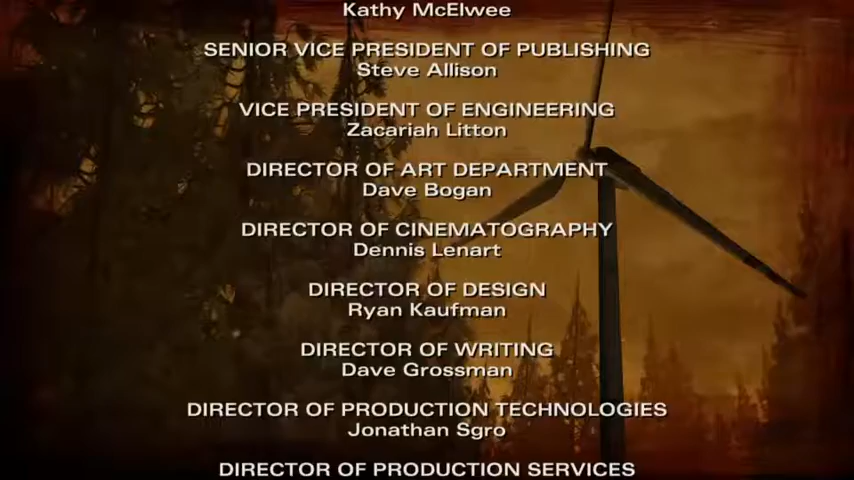 Kathy McElwee
SENIOR VICE PRESIDENT OF PUBLISHING
Steve Allison
VICE PRESIDENT OF ENGINEERING
Zacariah Litton
DIRECTOR OF ART DEPARTMENT
Dave Bogan
DIRECTOR OF CINEMATOGRAPHY
Dennis Lenart
DIRECTOR OF DESIGN
Ryan Kaufman
DIRECTOR OF WRITING
Dave Grossman
DIRECTOR OF PRODUCTION TECHNOLOGIES
Jonathan Sgro
DIRECTOR OF PRODUCTION SERVICES